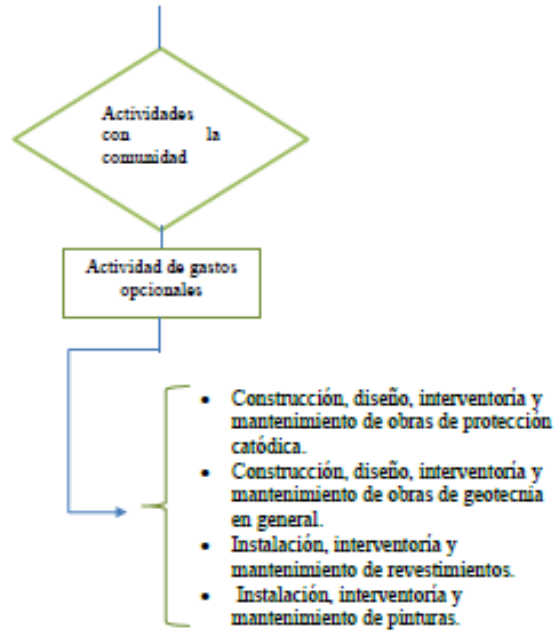 Actividades
con la
comunidad
Actividad de gastos
opcionales
• Construcción, diseño, interventoría y
mantenimiento de obras de protección
catódica.
• Construcción, diseño, interventoría y
mantenimiento de obras de geotecnia
en general.
• Instalación, interventoría y
mantenimiento de revestimientos.
• Instalación, interventoría y
mantenimiento de pinturas.